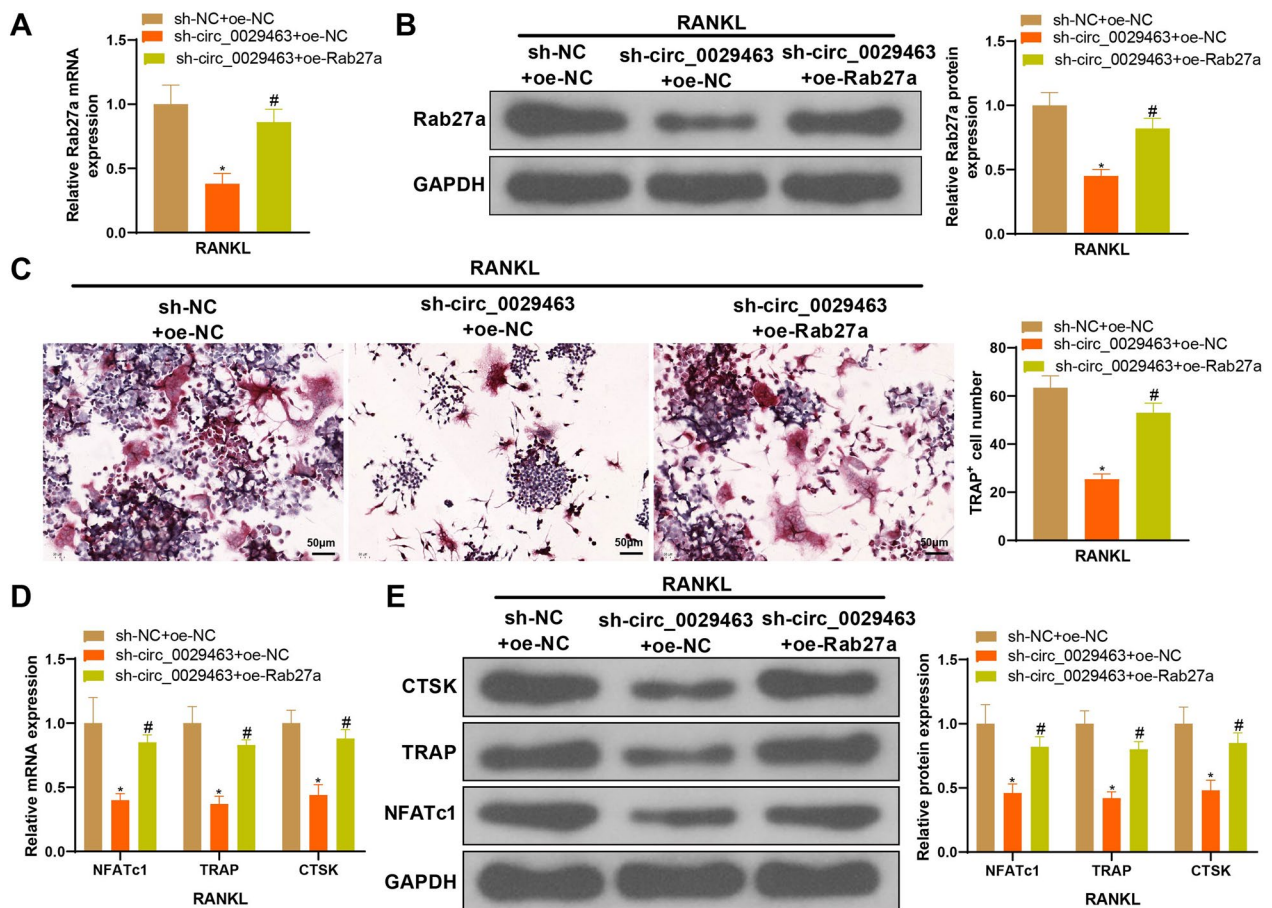 A
sh-NC+oe-NC
sh-circ_0029463+oe-NC
sh-circ_0029463+oe-Rab27a
Relative Rab27a mRNA
expression
1.5
1.0
0.5
0.0
*
#
RANKL
B
RANKL
sh-NC
+oe-NC
sh-circ_0029463
+oe-NC
sh-circ_0029463
+oe-Rab27a
Rab27a
GAPDH
sh-NC+oe-NC
sh-circ_0029463+oe-NC
sh-circ_0029463+oe-Rab27a
Relative Rab27a protein
expression
1.5
1.0
0.5
0.0
*
#
RANKL
C
RANKL
sh-NC
+oe-NC
sh-circ_0029463
+oe-NC
sh-circ_0029463
+oe-Rab27a
50μm
50μm
50μm
sh-NC+oe-NC
sh-circ_0029463+oe-NC
sh-circ_0029463+oe-Rab27a
TRAP+ cell number
80
60
40
20
0
*
#
RANKL
D
sh-NC+oe-NC
sh-circ_0029463+oe-NC
sh-circ_0029463+oe-Rab27a
Relative mRNA expression
1.5
1.0
0.5
0.0
* # * # * #
NFATc1 TRAP CTSK
RANKL
E
RANKL
sh-NC
+oe-NC
sh-circ_0029463
+oe-NC
sh-circ_0029463
+oe-Rab27a
CTSK
TRAP
NFATc1
GAPDH
sh-NC+oe-NC
sh-circ_0029463+oe-NC
sh-circ_0029463+oe-Rab27a
Relative protein expression
1.5
1.0
0.5
0.0
* # * # * #
NFATc1 TRAP CTSK
RANKL